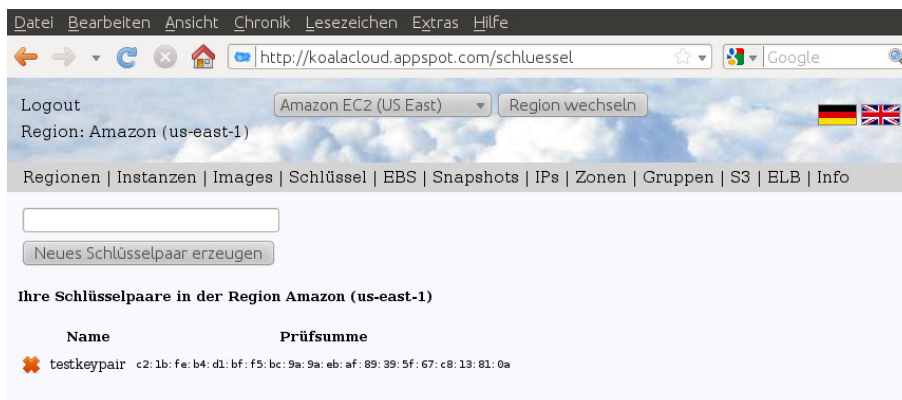 Datei Bearbeiten Ansicht Chronik Lesezeichen Extras Hilfe
http://koalacloud.appspot.com/schluessel Google
Logout Amazon EC2 (US East) Region wechseln
Region: Amazon (us-east-1)
Regionen | Instanzen | Images | Schlüssel | EBS | Snapshots | IPs | Zonen | Gruppen | S3 | ELB | Info
Neues Schlüsselpaar erzeugen
Ihre Schlüsselpaare in der Region Amazon (us-east-1)
Name Prüfsumme
testkeypair c2:1b:fe:b4:d1:bf:f5:bc:9a:9a:eb:af:89:39:5f:67:c8:13:81:0a